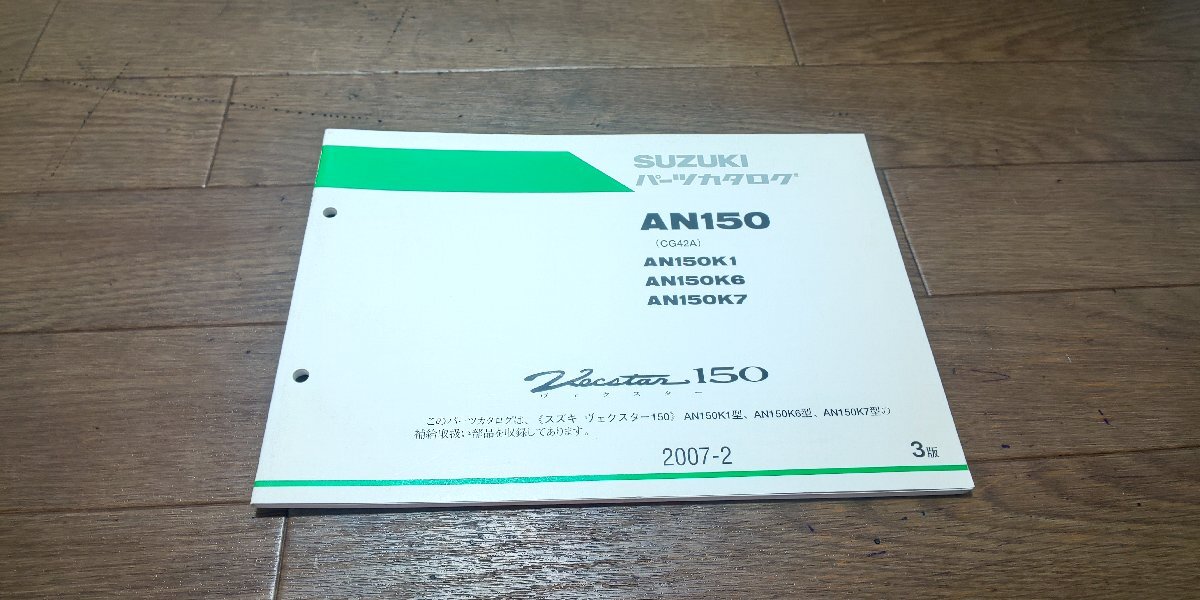 SUZUKI
パーツカタログ
AN150
(CG42A)
AN150K1
AN150K6
AN150K7
Vecstar 150
ヴェクスター
このパーツカタログは、《スズキ ヴェクスター150》 AN150K1型、AN150K6型、AN150K7型の
補給取扱い部品を収録してあります。
2007-2
3版